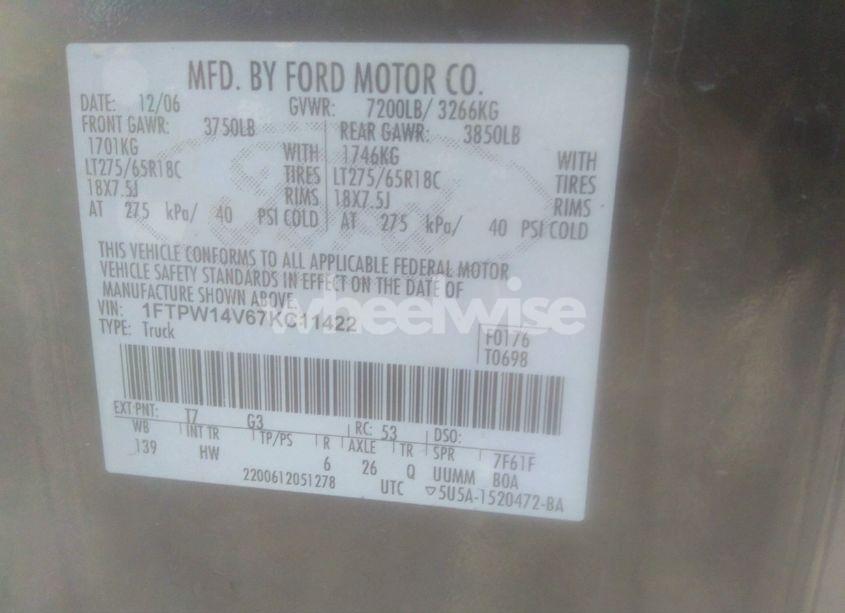 MFD. BY FORD MOTOR CO.
DATE: 12/06 GVWR: 7200LB/ 3266KG
FRONT GAWR: 3750LB REAR GAWR: 3850LB
1701KG WITH 1746KG WITH
LT275/65R18C TIRES LT275/65R18C TIRES
18X7.5J RIMS 18X7.5J RIMS
AT 275 kPa/ 40 PSI COLD AT 275 kPa/ 40 PSI COLD
THIS VEHICLE CONFORMS TO ALL APPLICABLE FEDERAL MOTOR
VEHICLE SAFETY STANDARDS IN EFFECT ON THE DATE OF
MANUFACTURE SHOWN ABOVE.
VIN: 1FTPW14V67KC11422
TYPE: Truck
F0176
T0698
wheelwise
EXT PNT: T7 G3 RC: 53 DSO:
WB INT TR TP/PS R AXLE TR SPR 7F61F
139 HW 6 26 Q UUMM BOA
2200612051278 UTC ▽5U5A-1520472-BA